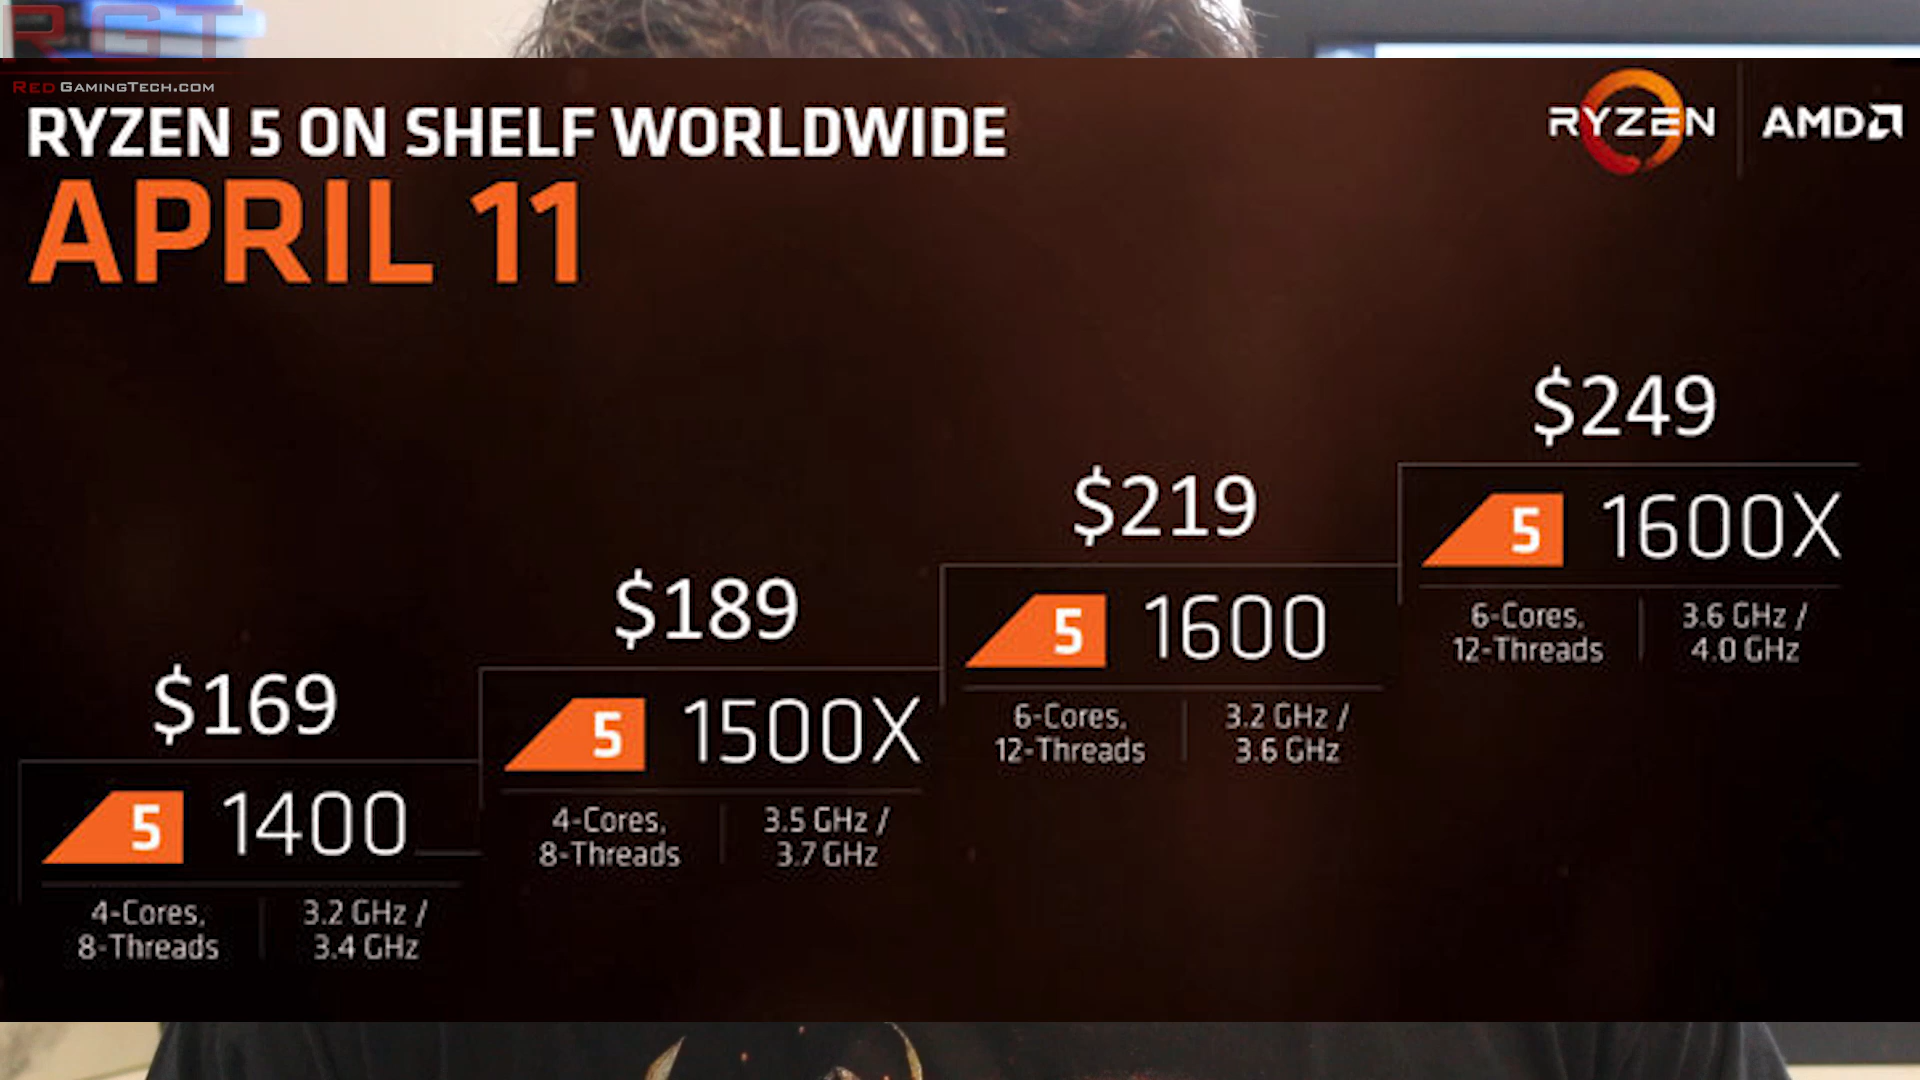 RGT
RED GAMINGTECH.COM
RYZEN 5 ON SHELF WORLDWIDE
APRIL 11
RYZEN
AMD
$169
5 1400
4-Cores,
8-Threads
3.2 GHz /
3.4 GHz
$189
5 1500X
4-Cores,
8-Threads
3.5 GHz /
3.7 GHz
$219
5 1600
6-Cores,
12-Threads
3.2 GHz /
3.6 GHz
$249
5 1600X
6-Cores,
12-Threads
3.6 GHz /
4.0 GHz